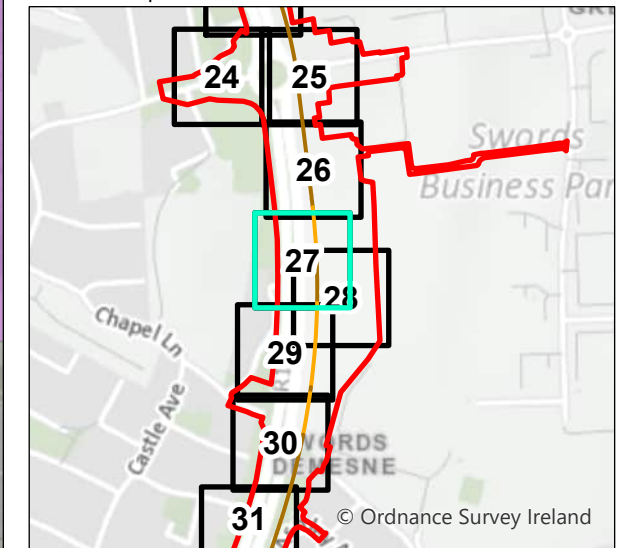 24
25
26
Swords
Business Par
27
28
Chapel Ln
29
Castle Ave
30
WORDS
DEMESNE
31
© Ordnance Survey Ireland